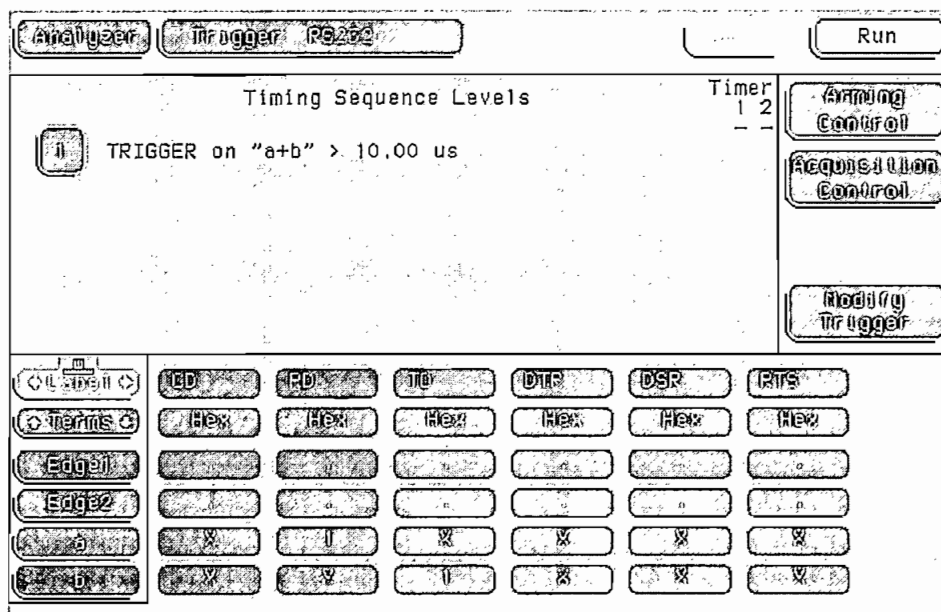 Analyzer Trigger RS232 Run
Timing Sequence Levels
Timer
1 2
- -
1 TRIGGER on "a+b" > 10.00 us
Arming
Control
Acquisition
Control
Modify
Trigger
Label CD RD TD DTR DSR RTS
Terms Hex Hex Hex Hex Hex Hex
Edge1
Edge2
a X 1 X X X X
b X X 1 X X X